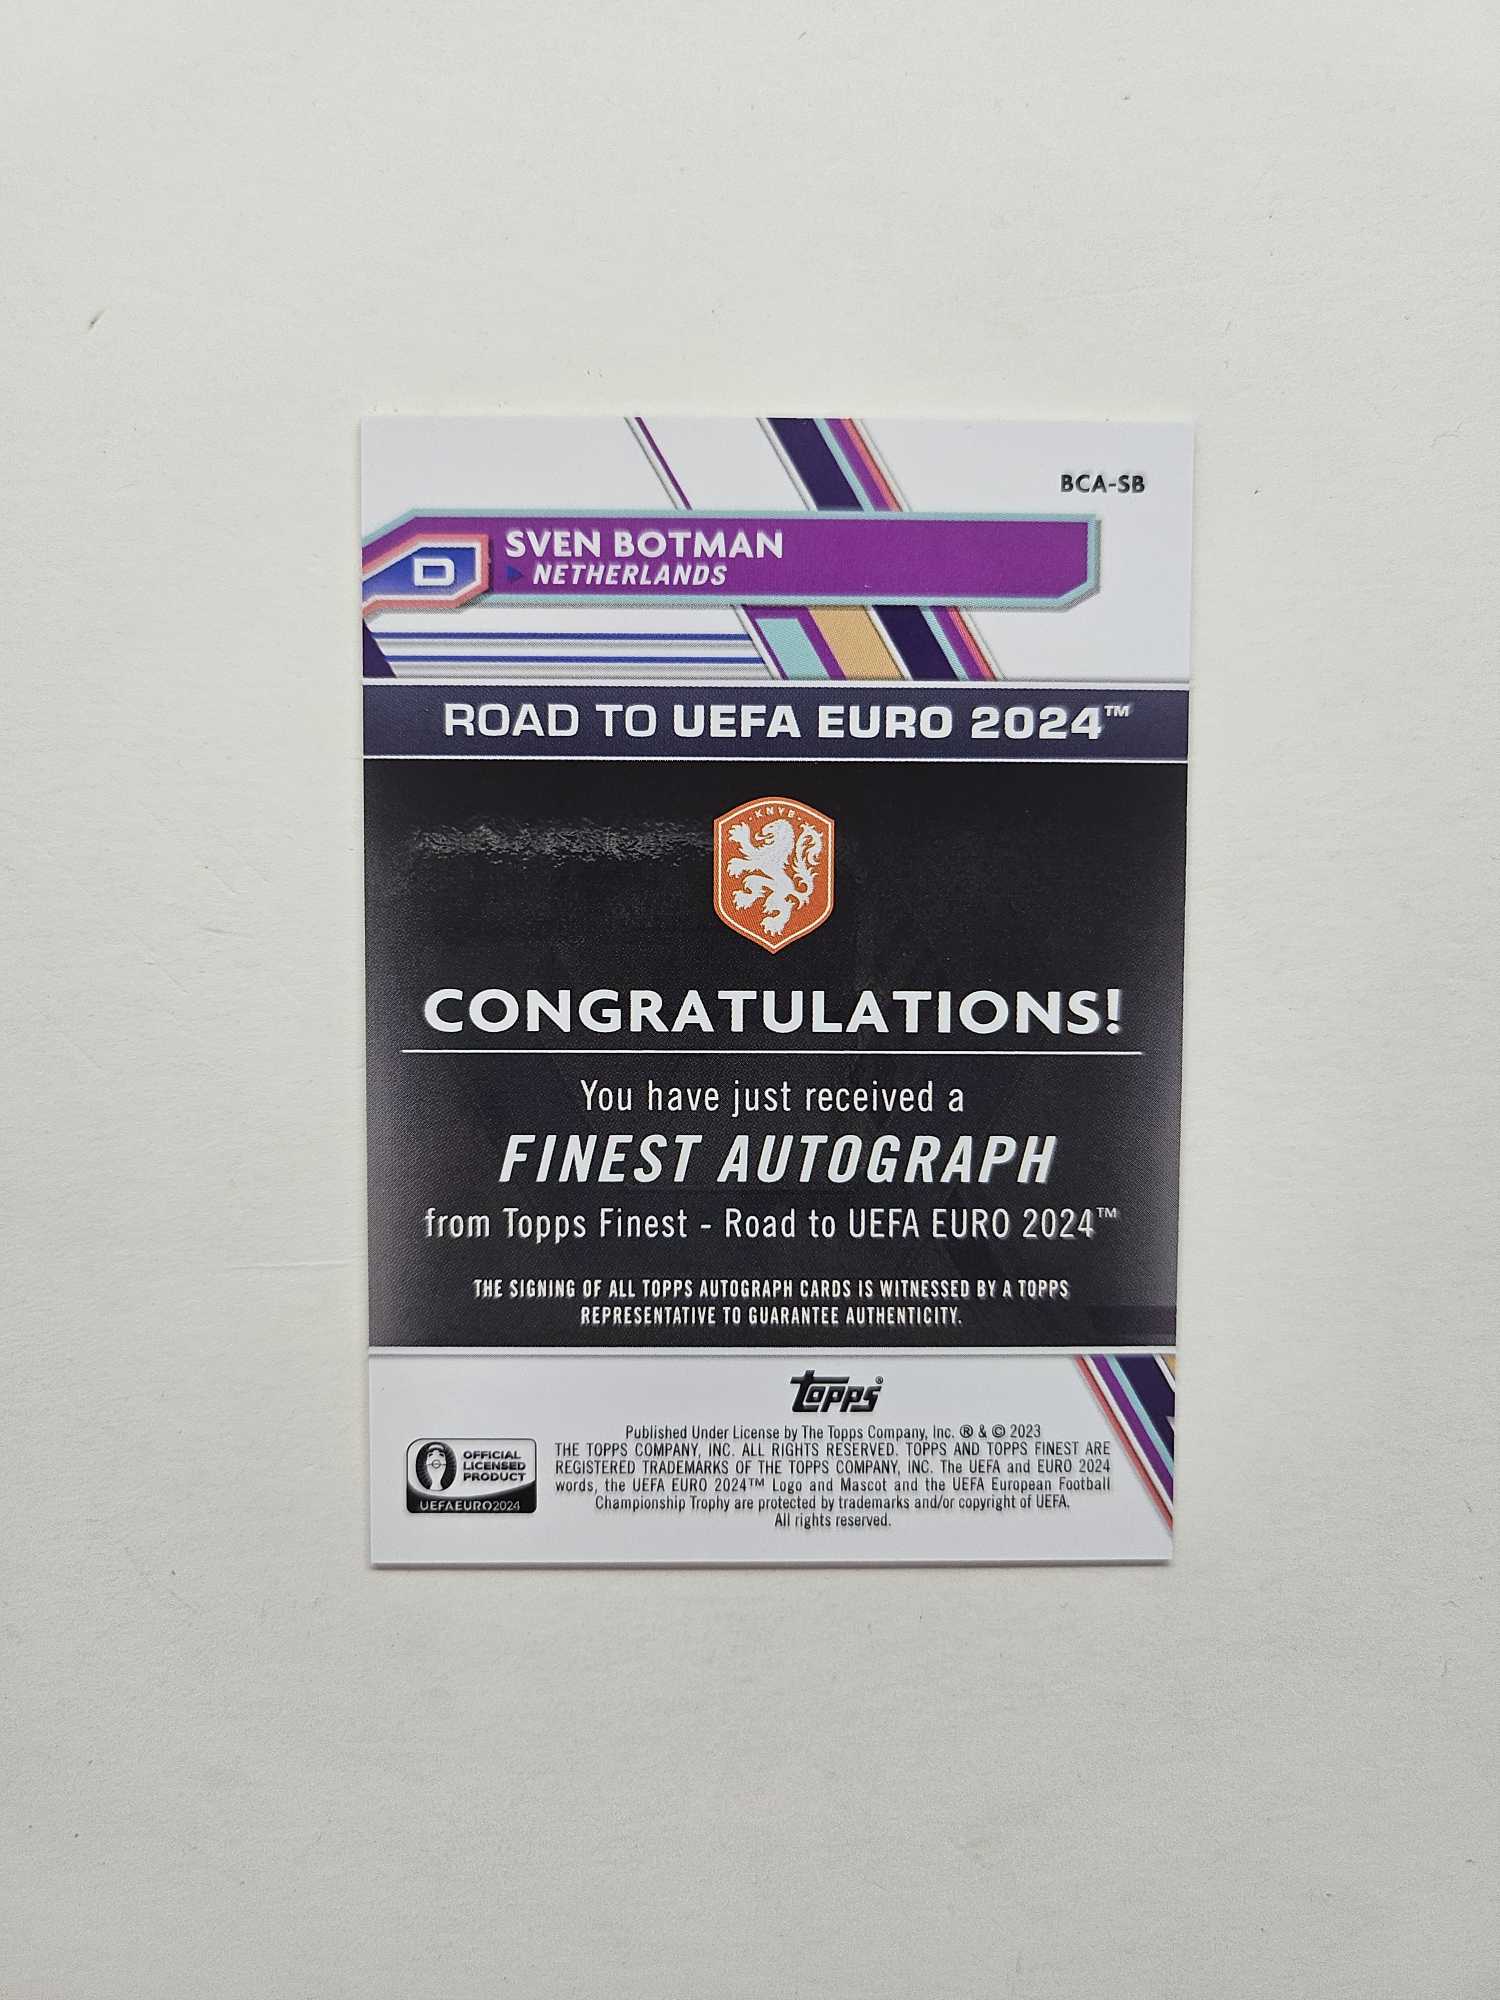 BCA-SB
D
SVEN BOTMAN
NETHERLANDS
ROAD TO UEFA EURO 2024™
KNVB
CONGRATULATIONS!
You have just received a
FINEST AUTOGRAPH
from Topps Finest - Road to UEFA EURO 2024™
THE SIGNING OF ALL TOPPS AUTOGRAPH CARDS IS WITNESSED BY A TOPPS
REPRESENTATIVE TO GUARANTEE AUTHENTICITY.
topps®
OFFICIAL
LICENSED
PRODUCT
UEFAEURO2024
Published Under License by The Topps Company, Inc. ® & © 2023
THE TOPPS COMPANY, INC. ALL RIGHTS RESERVED. TOPPS AND TOPPS FINEST ARE
REGISTERED TRADEMARKS OF THE TOPPS COMPANY, INC. The UEFA and EURO 2024
words, the UEFA EURO 2024™ Logo and Mascot and the UEFA European Football
Championship Trophy are protected by trademarks and/or copyright of UEFA.
All rights reserved.